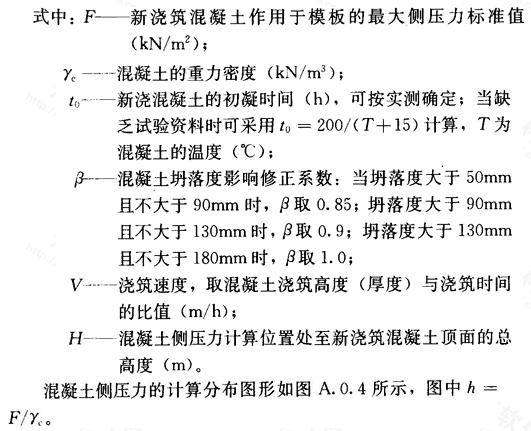 式中：F——新浇筑混凝土作用于模板的最大侧压力标准值
（kN/m²）；
γc——混凝土的重力密度（kN/m³）；
t₀——新浇混凝土的初凝时间（h），可按实测确定；当缺
乏试验资料时可采用 t₀ = 200/(T+15) 计算，T 为
混凝土的温度（℃）；
β——混凝土坍落度影响修正系数：当坍落度大于 50mm
且不大于 90mm 时，β取 0.85；坍落度大于 90mm
且不大于 130mm 时，β取 0.9；坍落度大于 130mm
且不大于 180mm 时，β取 1.0；
V——浇筑速度，取混凝土浇筑高度（厚度）与浇筑时间
的比值（m/h）；
H——混凝土侧压力计算位置处至新浇筑混凝土顶面的总
高度（m）。
混凝土侧压力的计算分布图形如图 A.0.4 所示，图中 h =
F/γc。